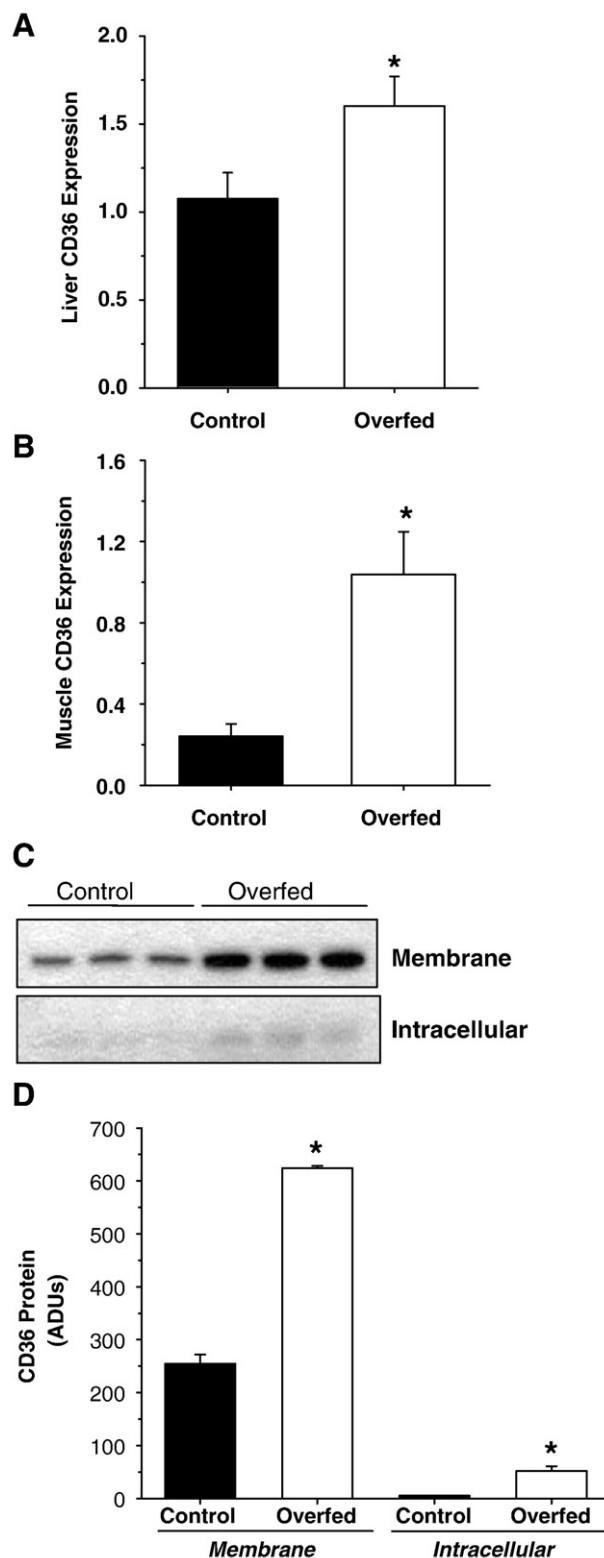 A
Liver CD36 Expression
2.0
*
1.5
1.0
0.5
0.0
Control Overfed
B
Muscle CD36 Expression
1.6
*
1.2
0.8
0.4
0.0
Control Overfed
C
Control Overfed
Membrane
Intracellular
D
CD36 Protein
(ADUs)
700
*
600
500
400
300
200
100
*
0
Control Overfed Control Overfed
Membrane Intracellular